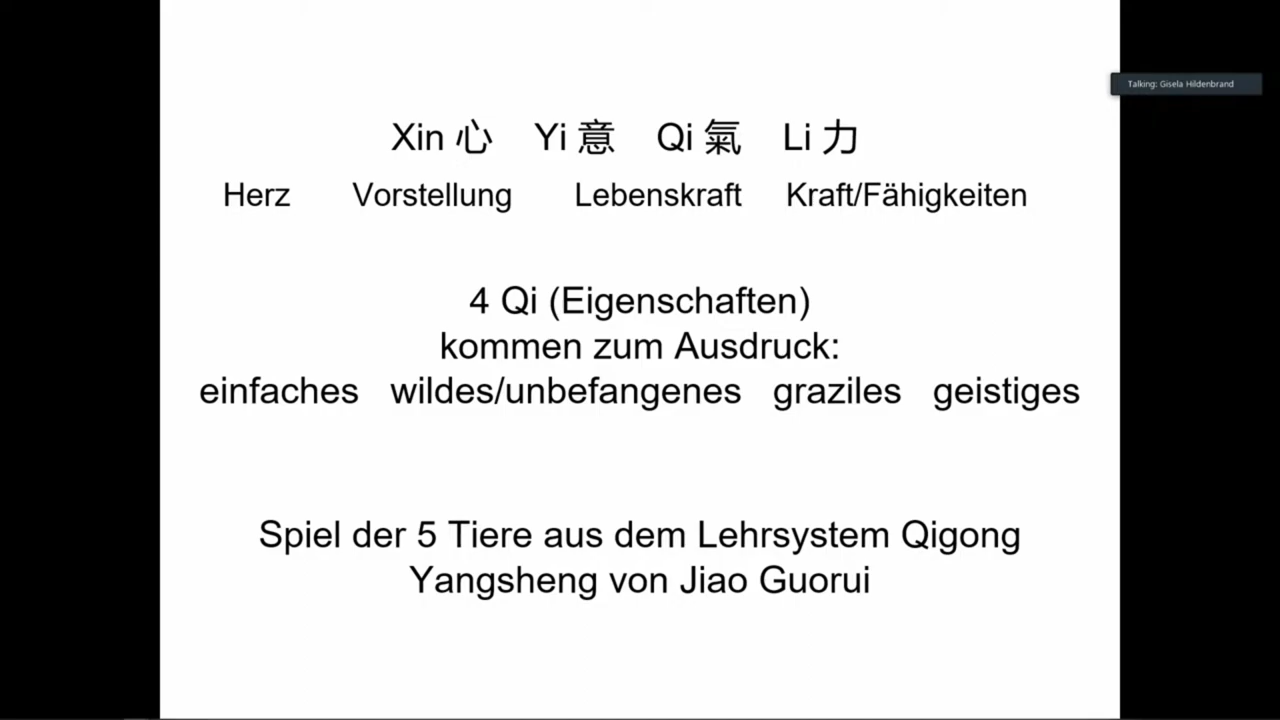 Talking: Gisela Hildenbrand
Xin 心 Yi 意 Qi 氣 Li 力
Herz Vorstellung Lebenskraft Kraft/Fähigkeiten
4 Qi (Eigenschaften)
kommen zum Ausdruck:
einfaches wildes/unbefangenes graziles geistiges
Spiel der 5 Tiere aus dem Lehrsystem Qigong
Yangsheng von Jiao Guorui